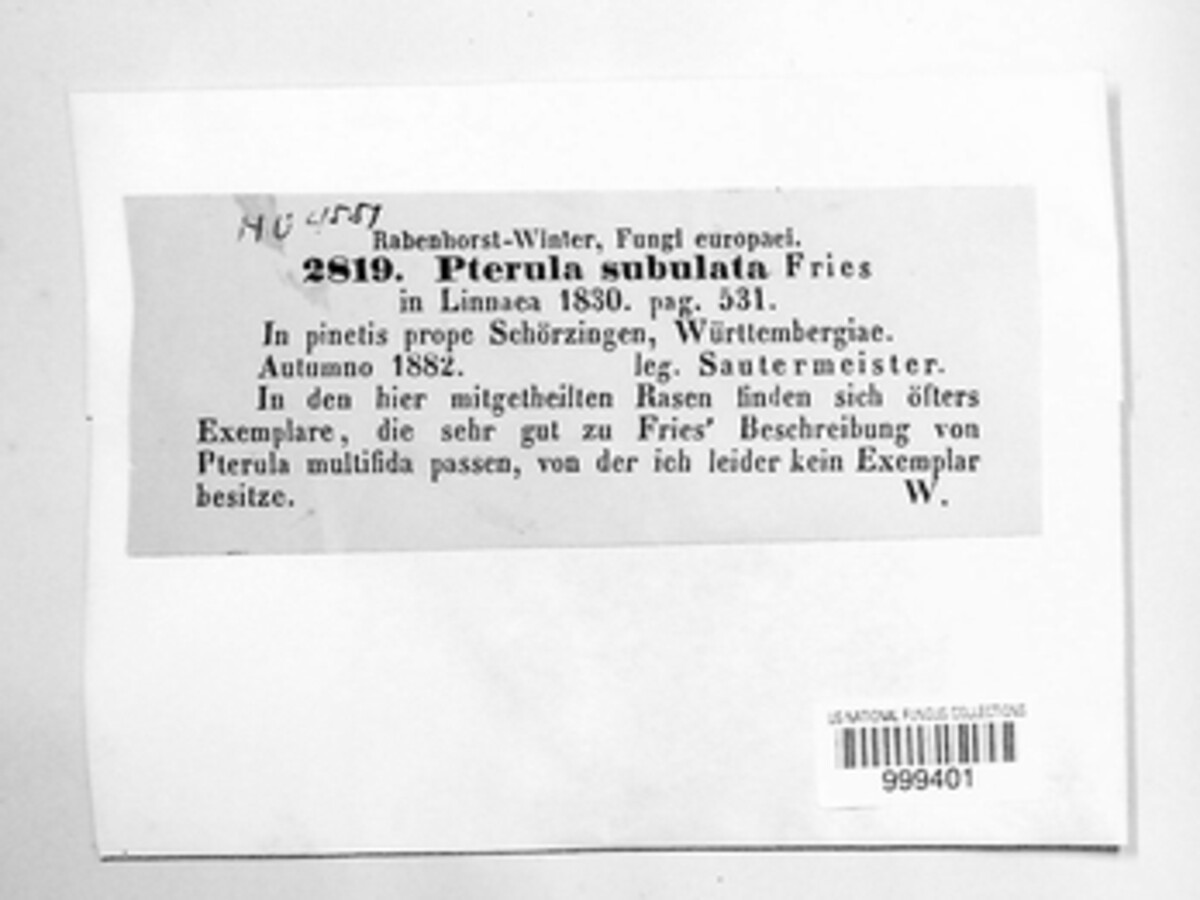 4551
Rabenhorst-Winter, Fungi europaei.
2819. Pterula subulata Fries
in Linnaea 1830. pag. 531.
In pinetis prope Schörzingen, Württembergiae.
Autumno 1882. leg. Sautermeister.
In den hier mitgetheilten Rasen finden sich öfters
Exemplare, die sehr gut zu Fries' Beschreibung von
Pterula multifida passen, von der ich leider kein Exemplar
besitze. W.
US NATIONAL FUNGUS COLLECTIONS
999401